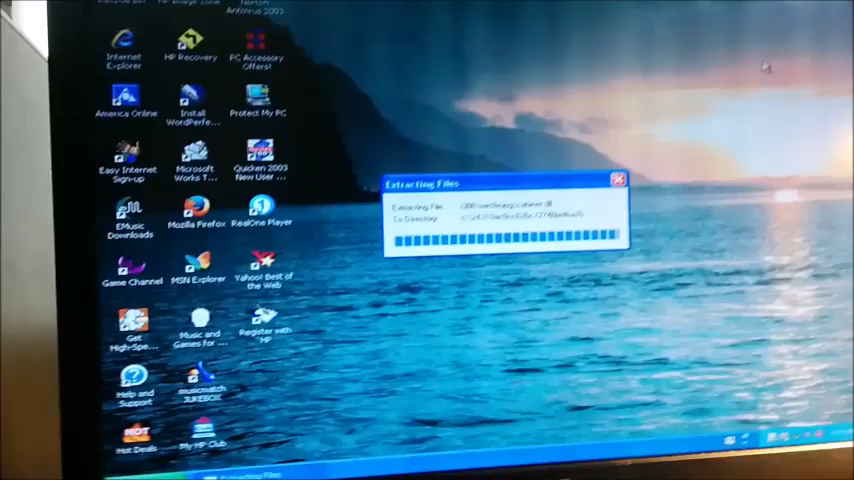 Norton
Antivirus 2003
Internet
Explorer
HP Recovery
PC Accessory
Offers!
America Online
Install
WordPerfe...
Protect My PC
Easy Internet
Sign-up
Microsoft
Works T...
Quicken 2003
New User ...
EMusic
Downloads
Mozilla Firefox
RealOne Player
Game Channel
MSN Explorer
Yahoo! Best of
the Web
Get
High-Spe...
Music and
Games for ...
Register with
HP
Help and
Support
musicmatch
JUKEBOX
HOT
Hot Deals
My HP Club
Extracting Files
Extracting File:
To Directory:
Extracting Files